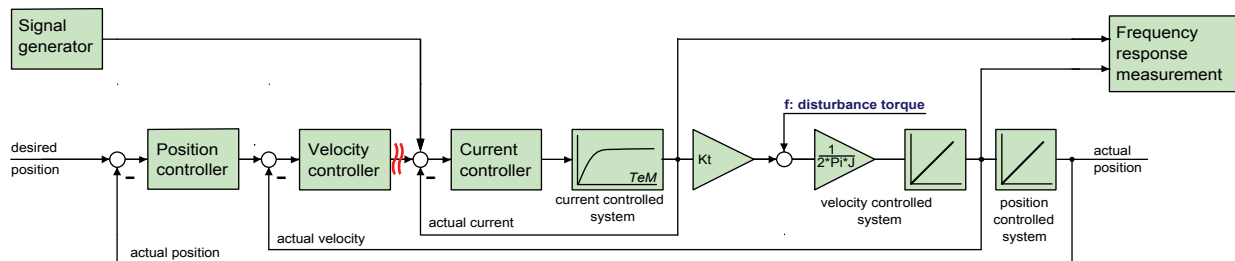 Signal
generator
Frequency
response
measurement
f: disturbance torque
desired
position
Position
controller
Velocity
controller
Current
controller
TeM
Kt
1
2*Pi*J
actual
position
-
-
-
current controlled
system
velocity controlled
system
position
controlled
system
actual current
actual velocity
actual position